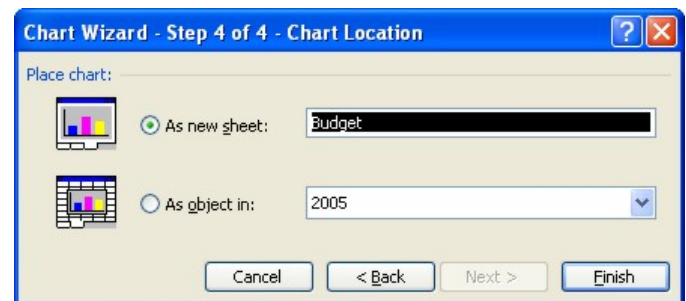 Chart Wizard - Step 4 of 4 - Chart Location
Place chart:
As new sheet: Budget
As object in: 2005
Cancel < Back Next > Finish